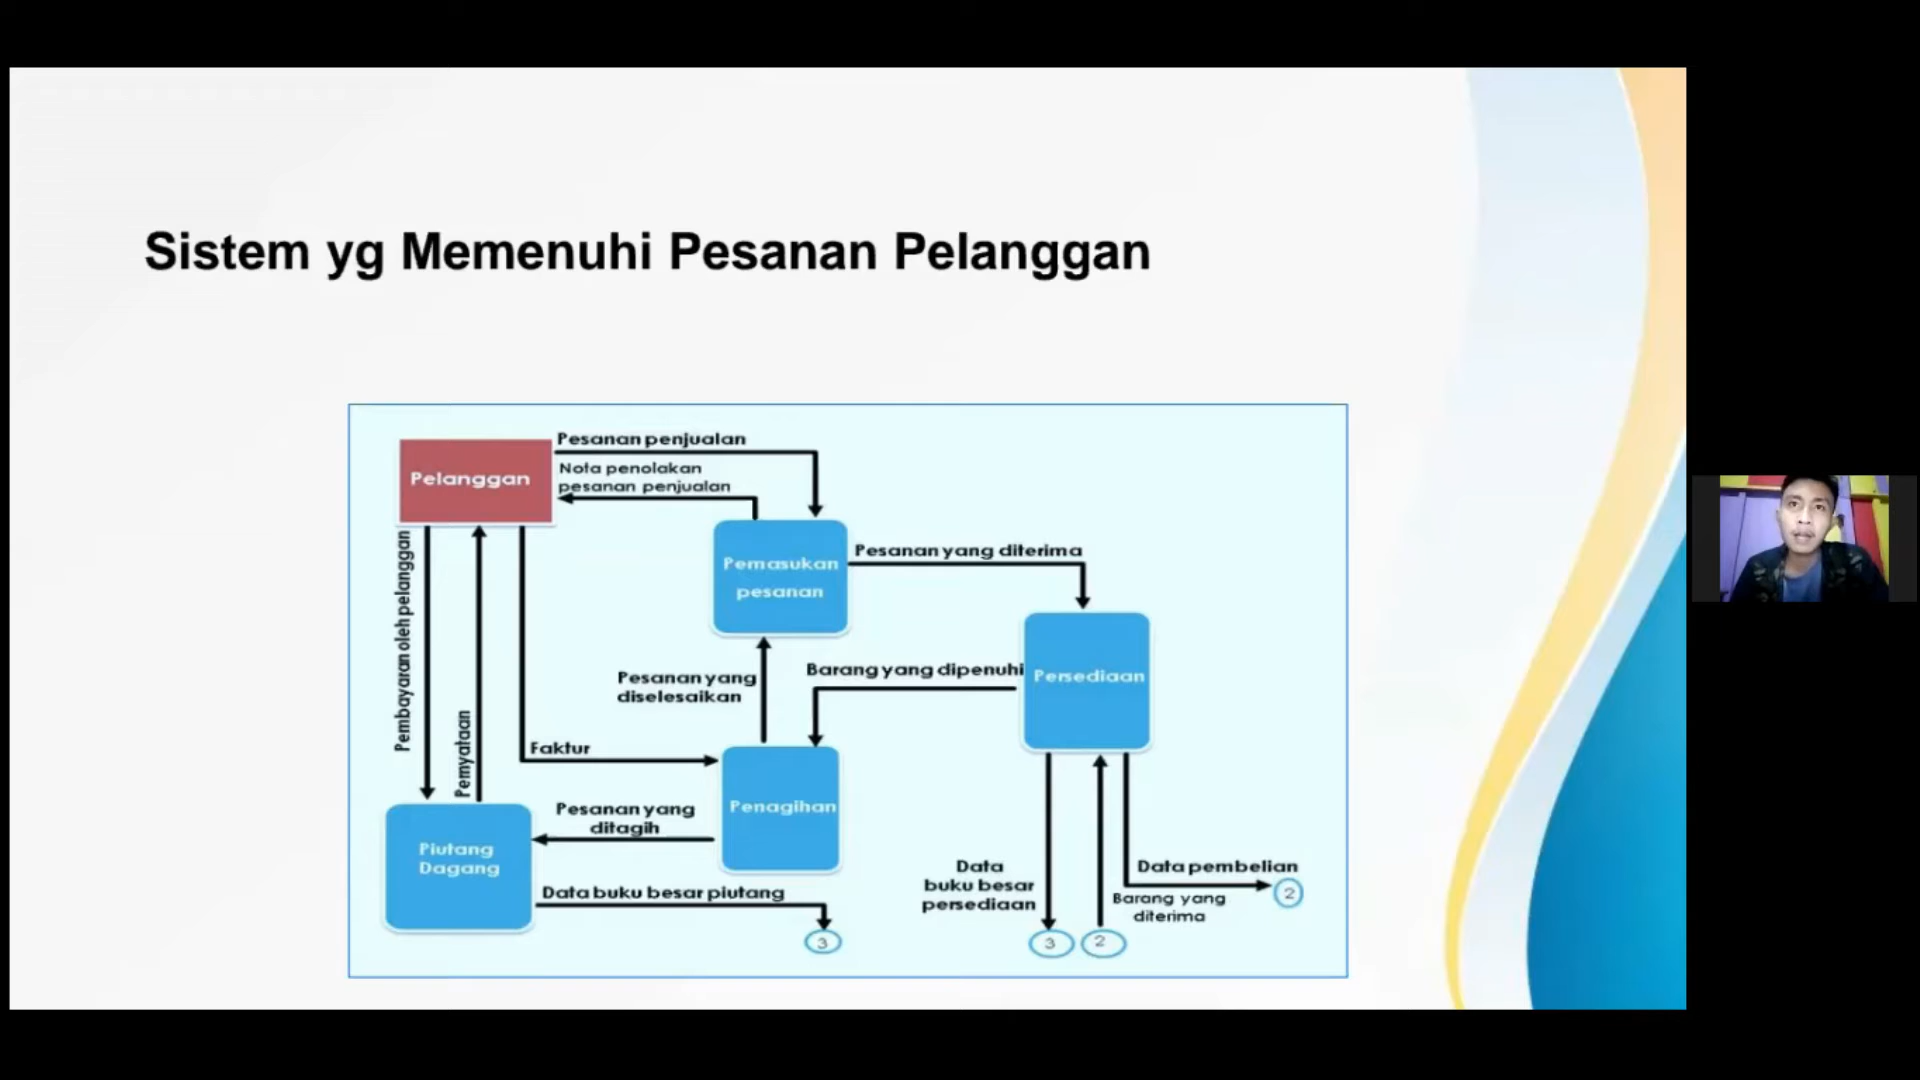 Sistem yg Memenuhi Pesanan Pelanggan
Pesanan penjualan
Pelanggan
Nota penolakan
pesanan penjualan
Pemasukan
pesanan
Pesanan yang diterima
Pembayaran oleh pelanggan
Pernyataan
Pesanan yang
diselesaikan
Barang yang dipenuhi
Persediaan
Faktur
Penagihan
Pesanan yang
ditagih
Piutang
Dagang
Data buku besar piutang
3
Data
buku besar
persediaan
3
2
Data pembelian
2
Barang yang
diterima